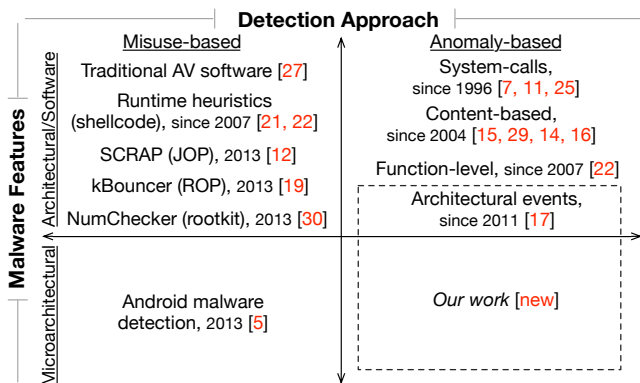 Detection Approach
Misuse-based
Anomaly-based
Malware Features
Architectural/Software
Microarchitectural
Traditional AV software [27]
Runtime heuristics
(shellcode), since 2007 [21, 22]
SCRAP (JOP), 2013 [12]
kBouncer (ROP), 2013 [19]
NumChecker (rootkit), 2013 [30]
System-calls,
since 1996 [7, 11, 25]
Content-based,
since 2004 [15, 29, 14, 16]
Function-level, since 2007 [22]
Architectural events,
since 2011 [17]
Android malware
detection, 2013 [5]
Our work [new]